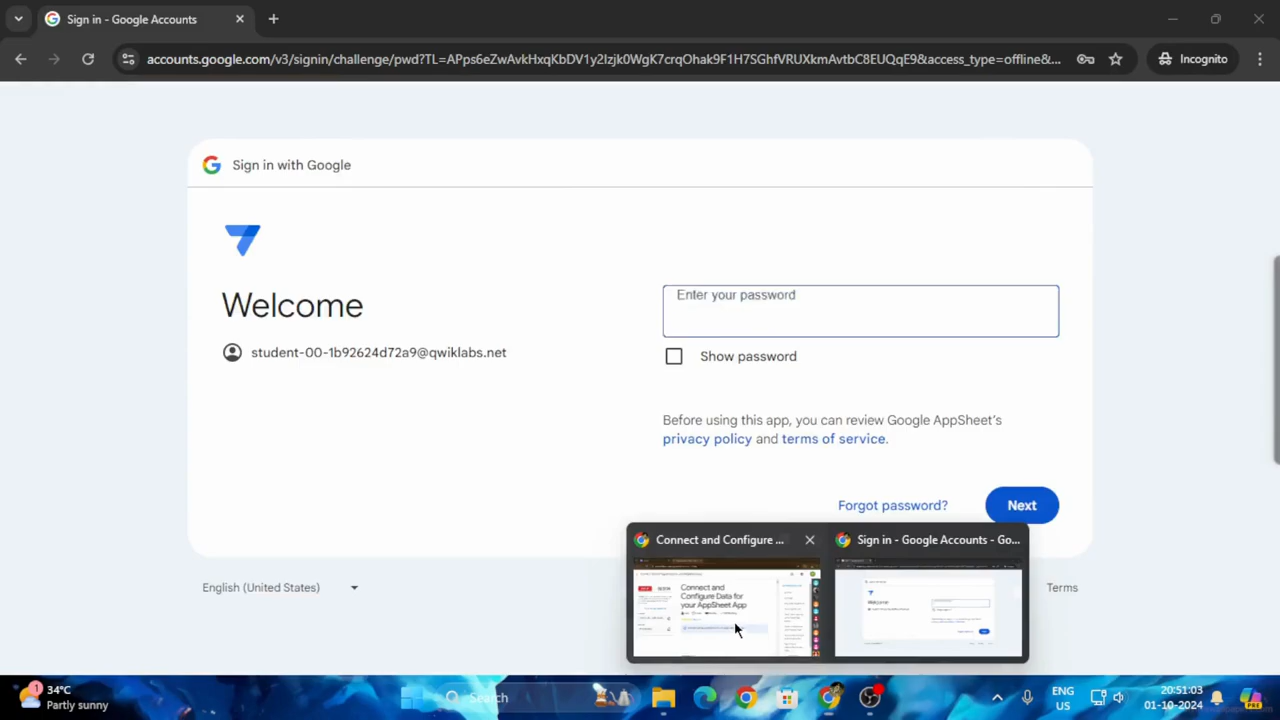 Sign in - Google Accounts
accounts.google.com/v3/signin/challenge/pwd?TL=APps6eZwAvkHxqKbDV1y2Izjk0WgK7crqOhak9F1H7SGhfVRUXkmAvtbC8EUQqE9&access_type=offline&...
Incognito
Sign in with Google
Welcome
student-00-1b92624d72a9@qwiklabs.net
Enter your password
Show password
Before using this app, you can review Google AppSheet's
privacy policy and terms of service.
Forgot password?
Next
Connect and Configure ...
Sign in - Google Accounts - Go...
Connect and
Configure Data for
your AppSheet App
English (United States)
Terms
1
34°C
Partly sunny
Search
ENG
US
20:51:03
01-10-2024